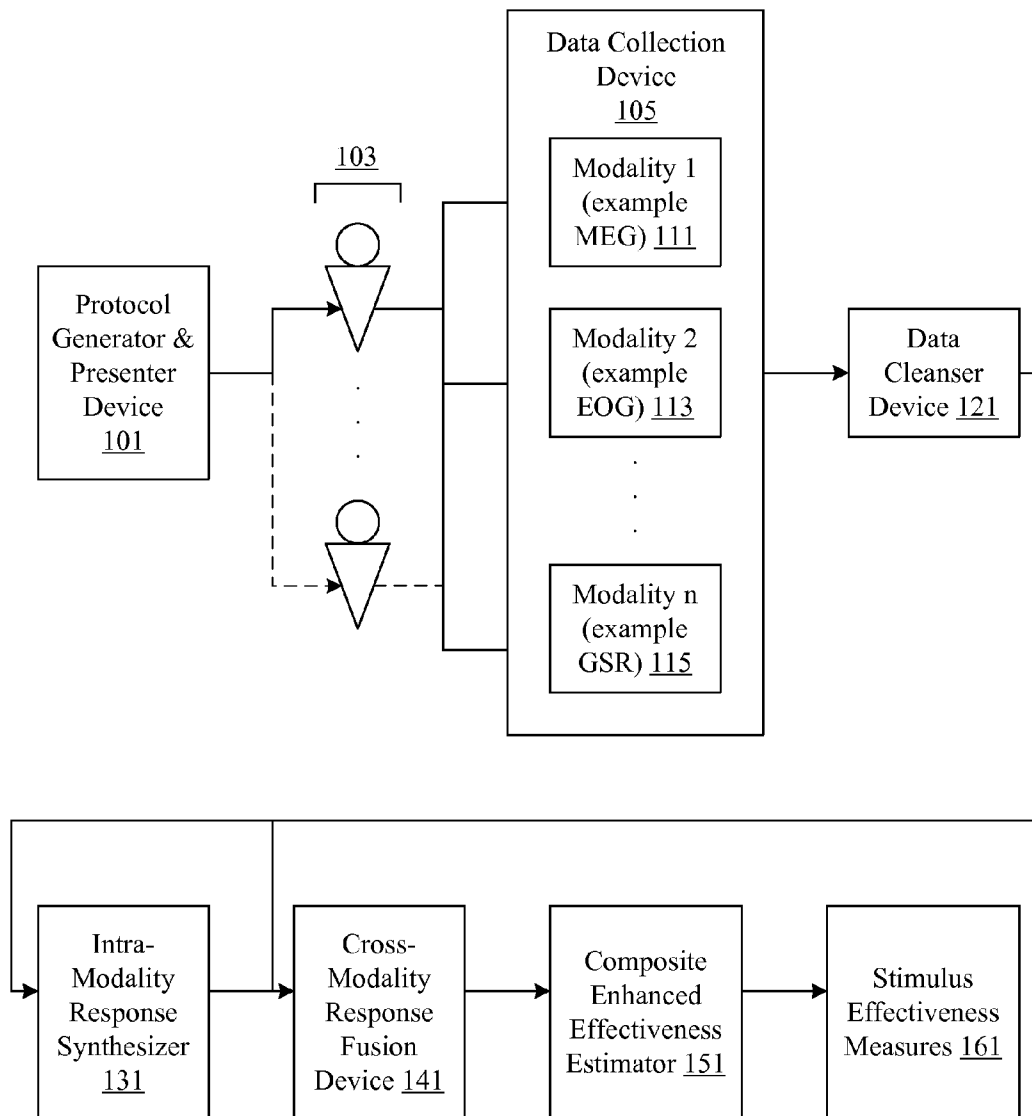 Data Collection
Device
105
103
Modality 1
(example
MEG) 111
Protocol
Generator &
Presenter
Device
101
Modality 2
(example
EOG) 113
Data
Cleanser
Device 121
Modality n
(example
GSR) 115
Intra-
Modality
Response
Synthesizer
131
Cross-
Modality
Response
Fusion
Device 141
Composite
Enhanced
Effectiveness
Estimator 151
Stimulus
Effectiveness
Measures 161